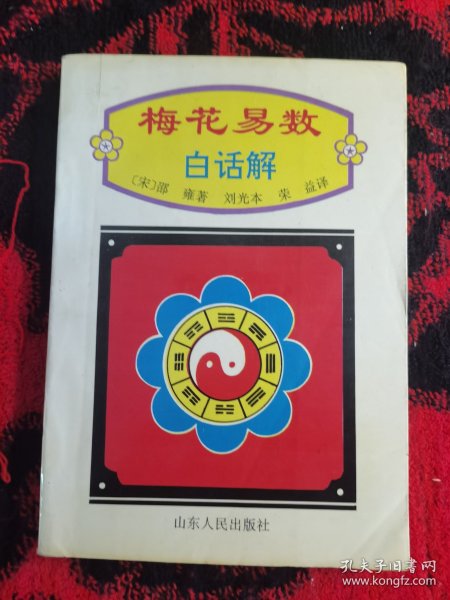 梅花易数
白话解
〔宋〕邵 雍著 刘光本 荣 益译
山东人民出版社
孔夫子旧书网
www.kongfz.com